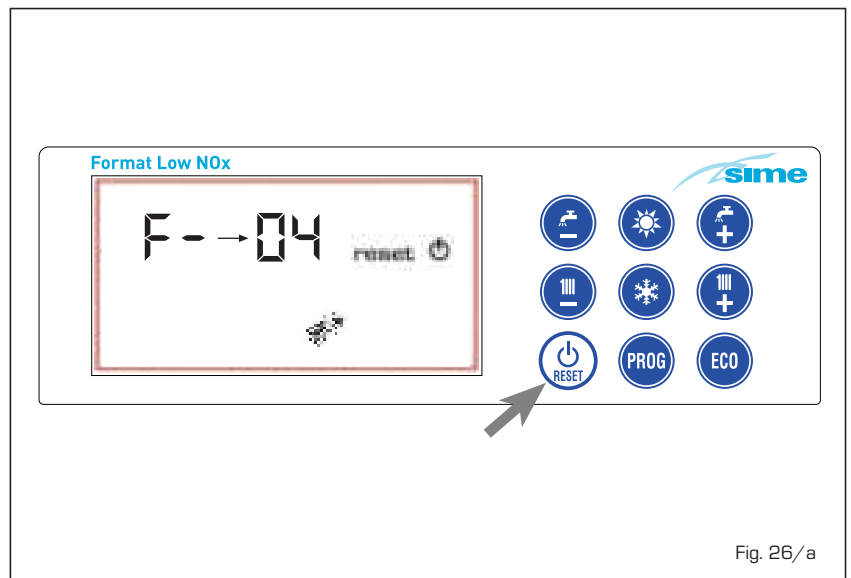 Format Low NOx
sime
F-→04
reset
RESET
PROG
ECO
Fig. 26/a